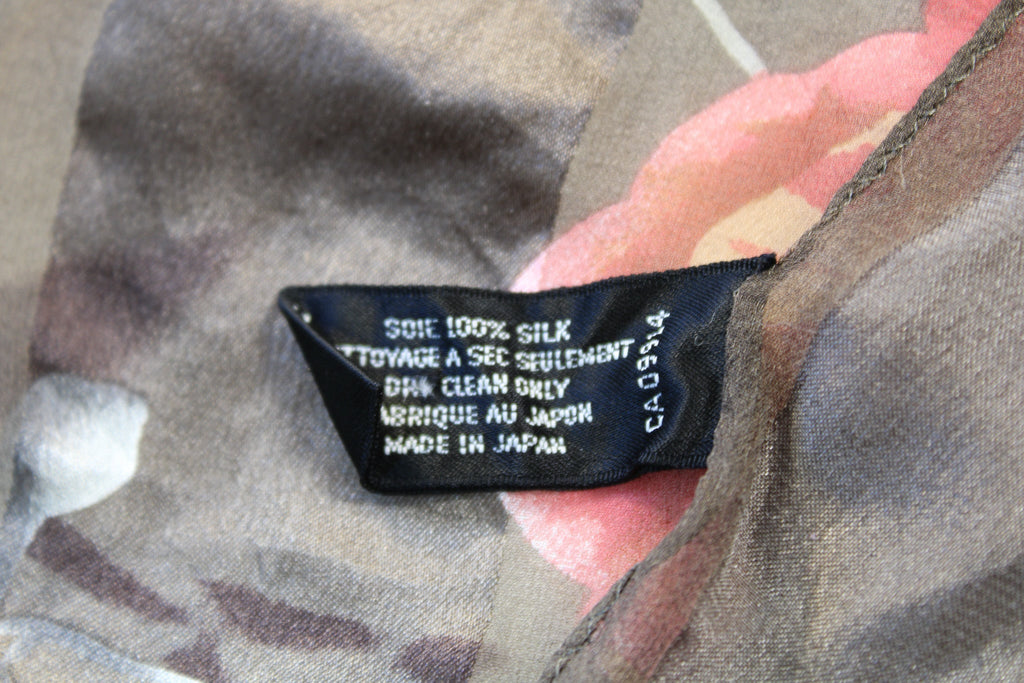 SOIE 100% SILK
TTOYAGE A SEC SEULEMENT
DRY CLEAN ONLY
ABRIQUE AU JAPON
MADE IN JAPAN
CA09914